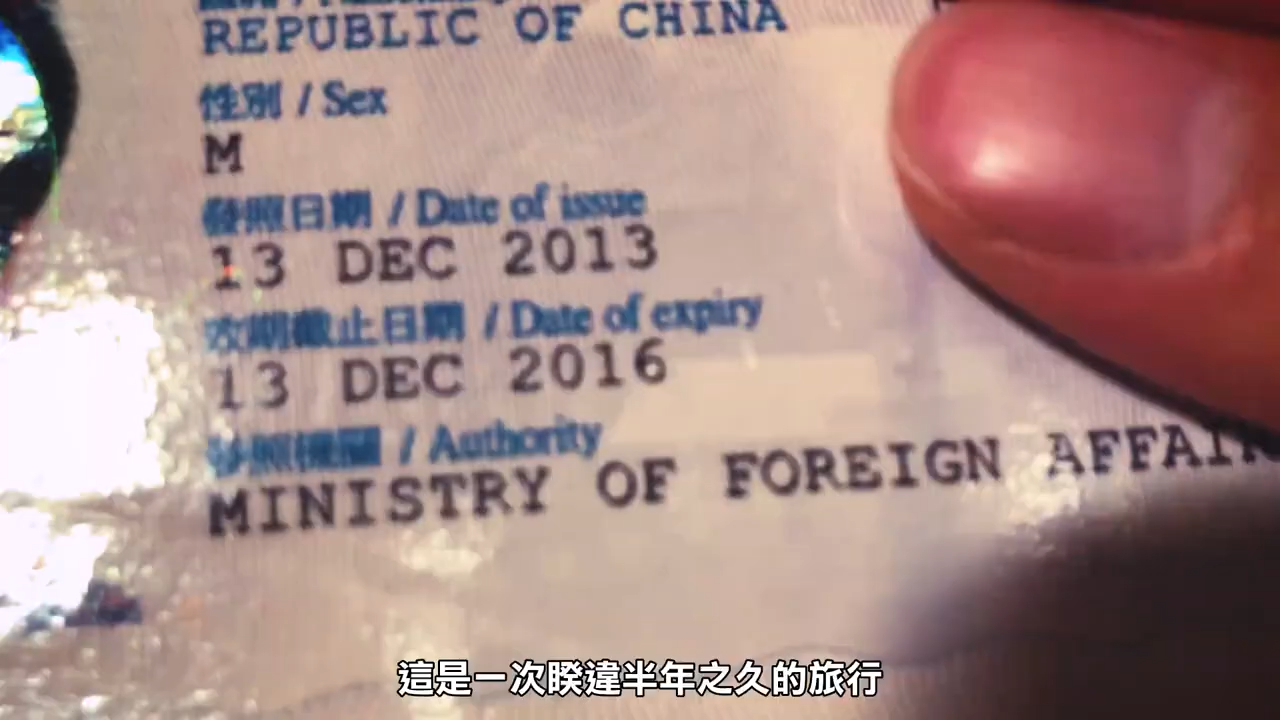 REPUBLIC OF CHINA
性別 / Sex
M
發照日期 / Date of issue
13 DEC 2013
效期截止日期 / Date of expiry
13 DEC 2016
發照機關 / Authority
MINISTRY OF FOREIGN
這是一次睽違半年之久的旅行